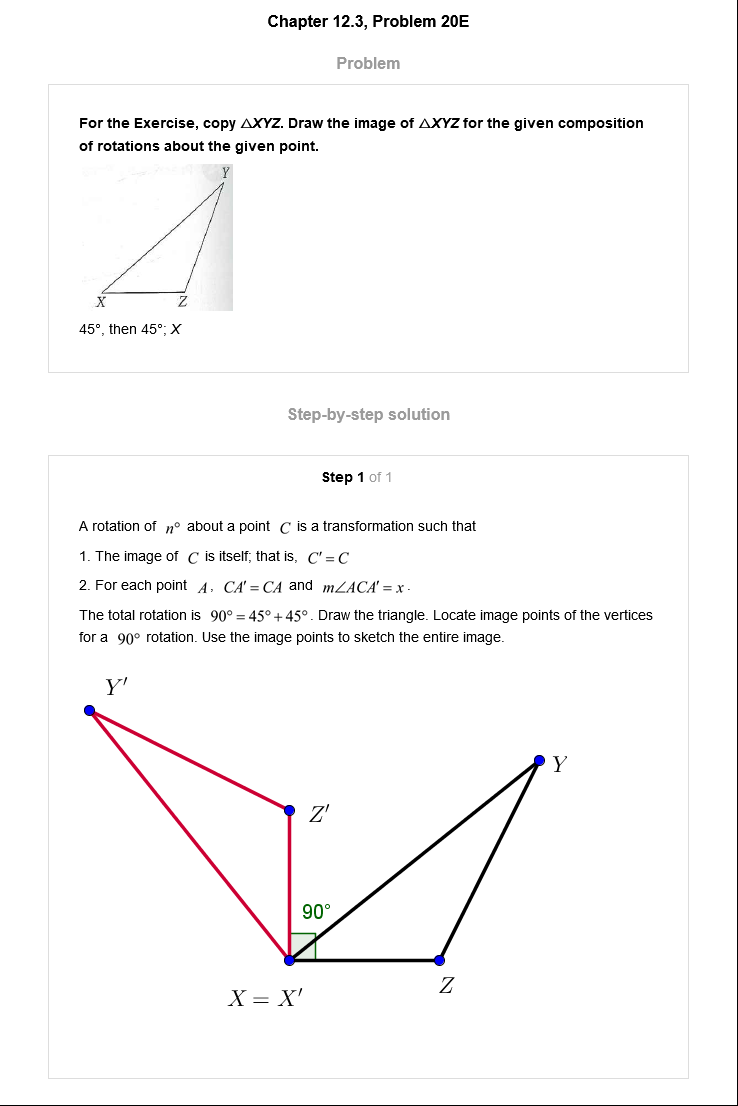 Chapter 12.3, Problem 20E
Problem
For the Exercise, copy △XYZ. Draw the image of △XYZ for the given composition
of rotations about the given point.
Y
X
Z
45°, then 45°; X
Step-by-step solution
Step 1 of 1
A rotation of n° about a point C is a transformation such that
1. The image of C is itself; that is, C′ = C
2. For each point A, CA′ = CA and m∠ACA′ = x.
The total rotation is 90° = 45° + 45°. Draw the triangle. Locate image points of the vertices
for a 90° rotation. Use the image points to sketch the entire image.
Y′
Y
Z′
90°
Z
X = X′